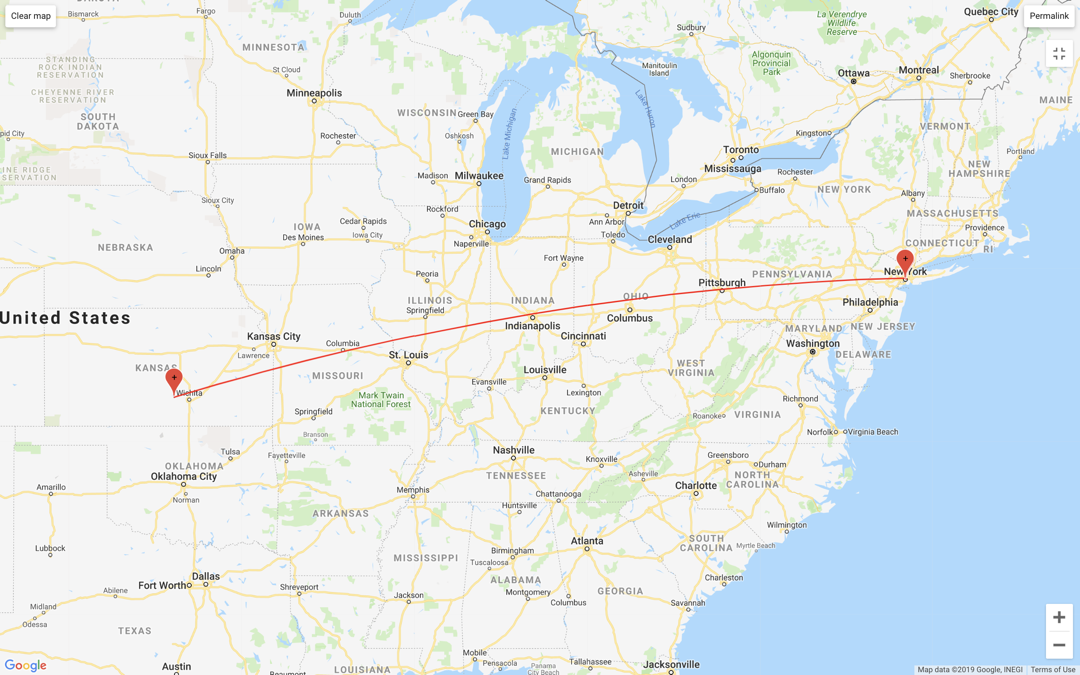 Clear map
DAKOTA
Bismarck
Fargo
Duluth
Quebec City
Permalink
La Vérendrye
Wildlife
Reserve
Sudbury
MINNESOTA
STANDING
ROCK INDIAN
RESERVATION
St Cloud
Manitoulin
Island
Algonquin
Provincial
Park
Ottawa
Montreal
Sherbrooke
CHEYENNE RIVER
RESERVATION
Minneapolis
MAINE
SOUTH
DAKOTA
WISCONSIN
Green Bay
Lake Huron
VERMONT
pid City
Rochester
Oshkosh
Lake Michigan
Kingston
Sioux Falls
MICHIGAN
Toronto
Portland
INE RIDGE
SERVATION
Madison
Milwaukee
Grand Rapids
London
Mississauga
Rochester
NEW
HAMPSHIRE
Buffalo
NEW YORK
Albany
Sioux City
Rockford
Detroit
MASSACHUSETTS
IOWA
Cedar Rapids
Chicago
Ann Arbor
Lake Erie
Providence
Des Moines
Iowa City
Naperville
Toledo
Cleveland
CONNECTICUT
RI
NEBRASKA
Omaha
Fort Wayne
Lincoln
Peoria
Pittsburgh
PENNSYLVANIA
New York
ILLINOIS
INDIANA
OHIO
Philadelphia
United States
Springfield
Indianapolis
Columbus
MARYLAND
NEW JERSEY
Kansas City
Columbia
Cincinnati
Washington
Lawrence
St. Louis
DELAWARE
KANSAS
MISSOURI
Louisville
WEST
VIRGINIA
Wichita
Mark Twain
National Forest
Evansville
Lexington
Richmond
Springfield
KENTUCKY
Roanoke
VIRGINIA
Branson
Norfolk
Virginia Beach
Tulsa
Fayetteville
Nashville
Knoxville
Greensboro
Durham
OKLAHOMA
Oklahoma City
TENNESSEE
Asheville
NORTH
CAROLINA
Amarillo
Norman
Memphis
Chattanooga
Charlotte
ARKANSAS
Huntsville
Wilmington
Lubbock
MISSISSIPPI
Birmingham
Atlanta
SOUTH
CAROLINA
Myrtle Beach
Tuscaloosa
Fort Worth
Dallas
ALABAMA
Charleston
Abilene
Shreveport
Jackson
Montgomery
Columbus
GEORGIA
Savannah
Midland
Odessa
TEXAS
Mobile
Pensacola
Tallahassee
Jacksonville
Google
Austin
Beaumont
LOUISIANA
Panama
City Beach
Map data ©2019 Google, INEGI
Terms of Use